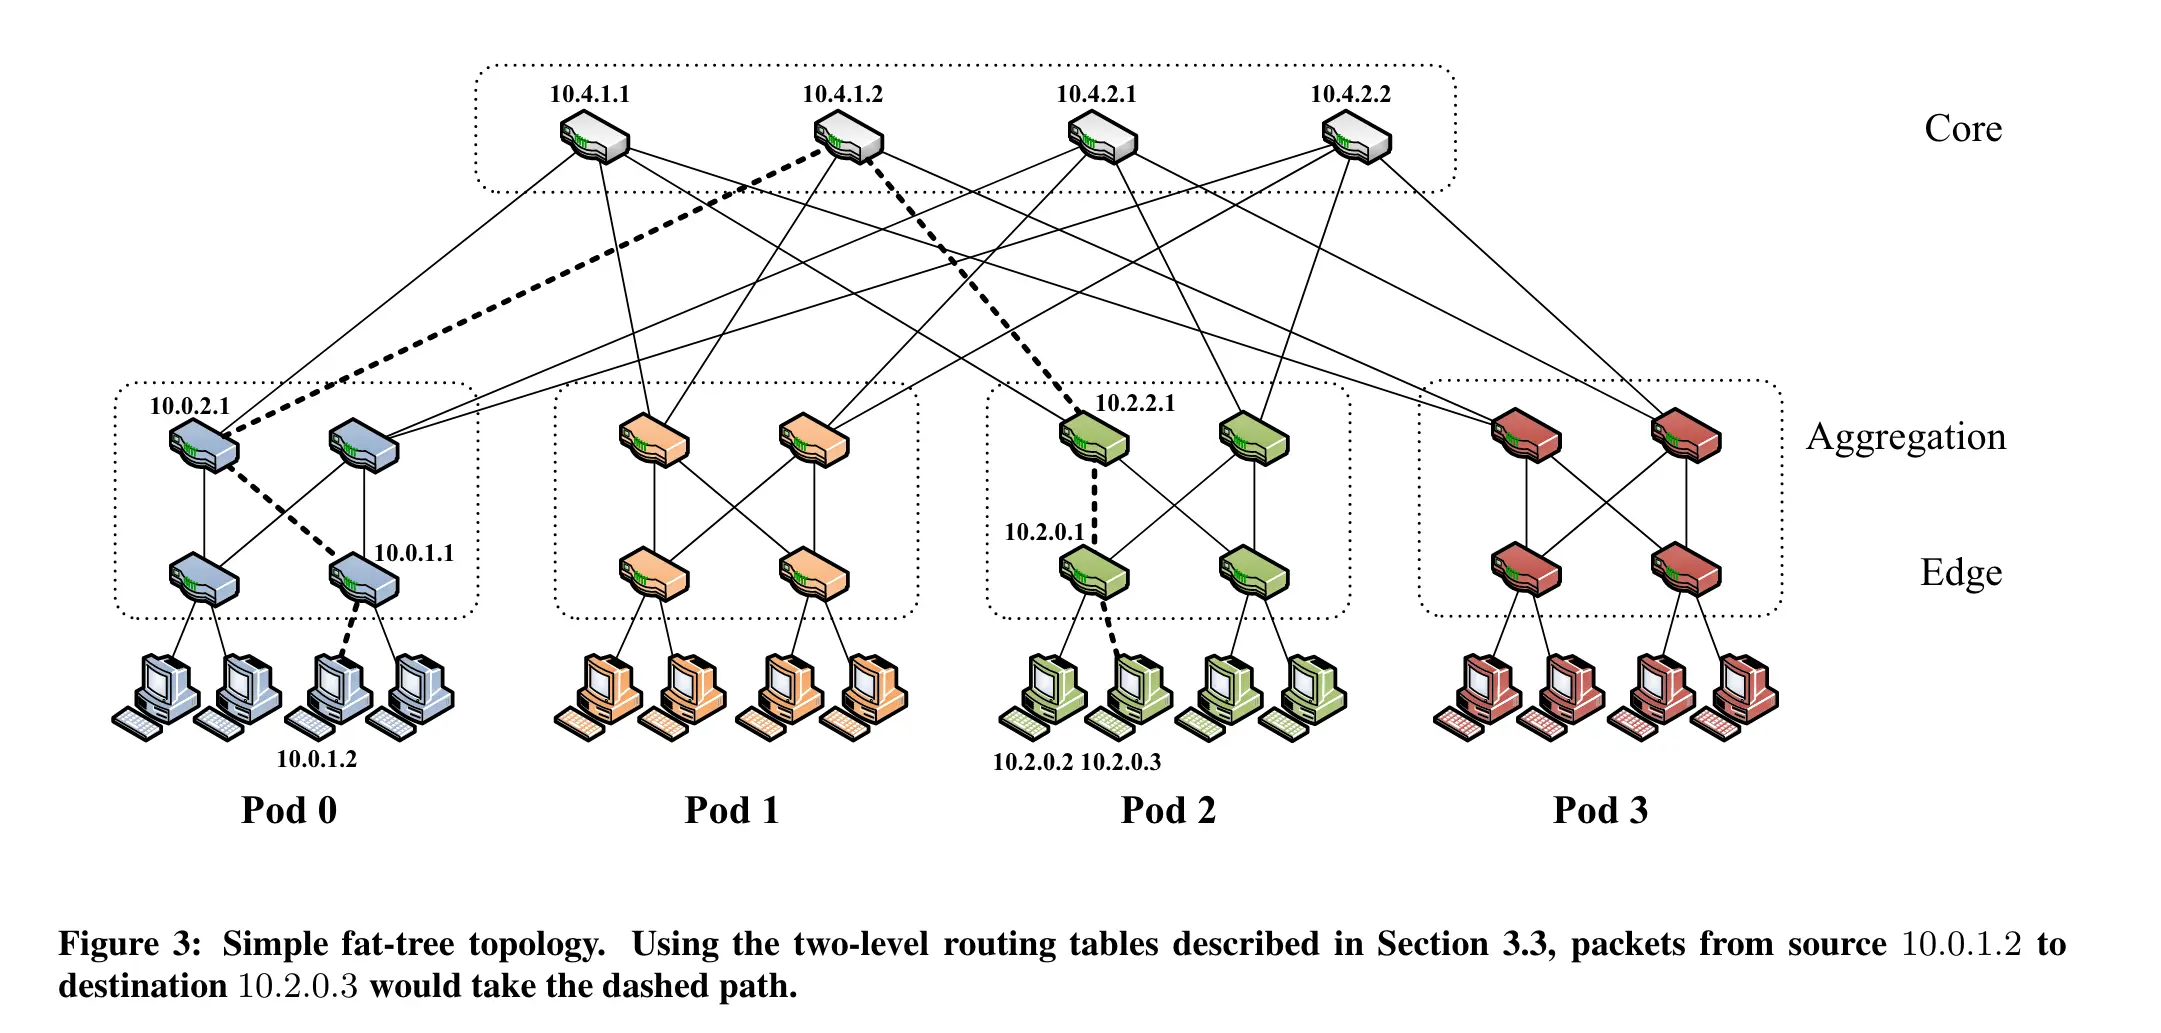 10.4.1.1 10.4.1.2 10.4.2.1 10.4.2.2
Core
10.0.2.1
10.2.2.1
Aggregation
10.0.1.1
10.2.0.1
Edge
10.0.1.2
10.2.0.2 10.2.0.3
Pod 0 Pod 1 Pod 2 Pod 3
Figure 3: Simple fat-tree topology. Using the two-level routing tables described in Section 3.3, packets from source 10.0.1.2 to
destination 10.2.0.3 would take the dashed path.